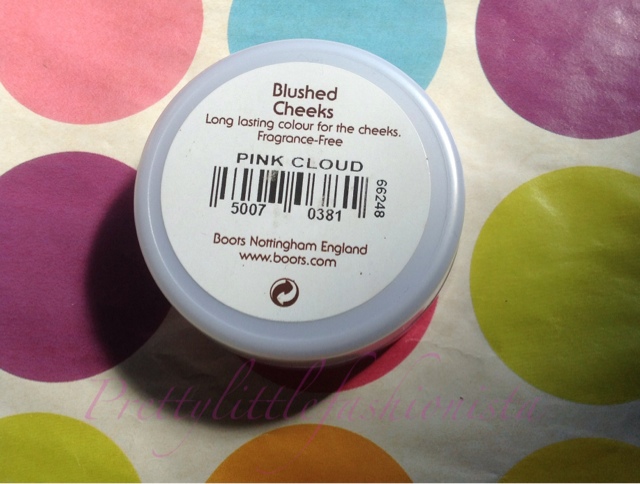 Blushed
Cheeks
Long lasting colour for the cheeks.
Fragrance-Free
PINK CLOUD
5007 0381
66248
Boots Nottingham England
www.boots.com
Prettylittlefashionista